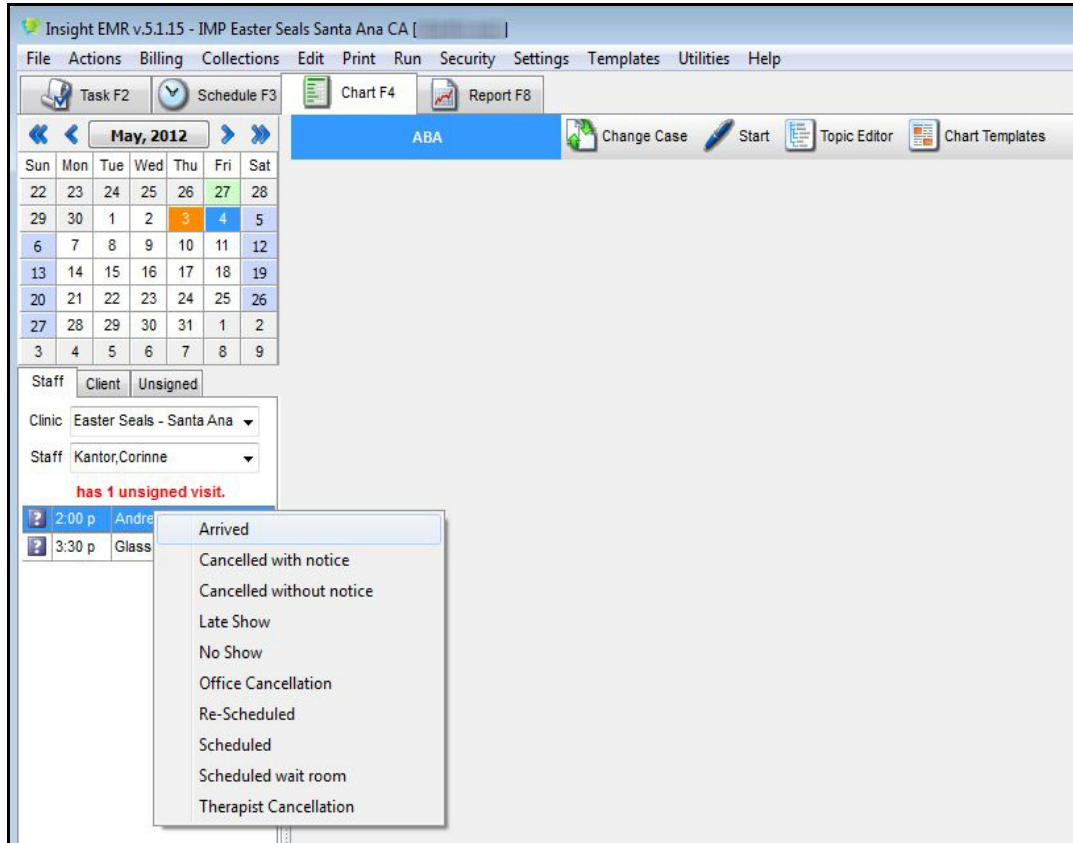 Insight EMR v.5.1.15 - IMP Easter Seals Santa Ana CA [ ]
File Actions Billing Collections Edit Print Run Security Settings Templates Utilities Help
Task F2 Schedule F3 Chart F4 Report F8
May, 2012
ABA Change Case Start Topic Editor Chart Templates
Sun Mon Tue Wed Thu Fri Sat
22 23 24 25 26 27 28
29 30 1 2 3 4 5
6 7 8 9 10 11 12
13 14 15 16 17 18 19
20 21 22 23 24 25 26
27 28 29 30 31 1 2
3 4 5 6 7 8 9
Staff Client Unsigned
Clinic Easter Seals - Santa Ana
Staff Kantor,Corinne
has 1 unsigned visit.
? 2:00 p Andre
? 3:30 p Glass
Arrived
Cancelled with notice
Cancelled without notice
Late Show
No Show
Office Cancellation
Re-Scheduled
Scheduled
Scheduled wait room
Therapist Cancellation